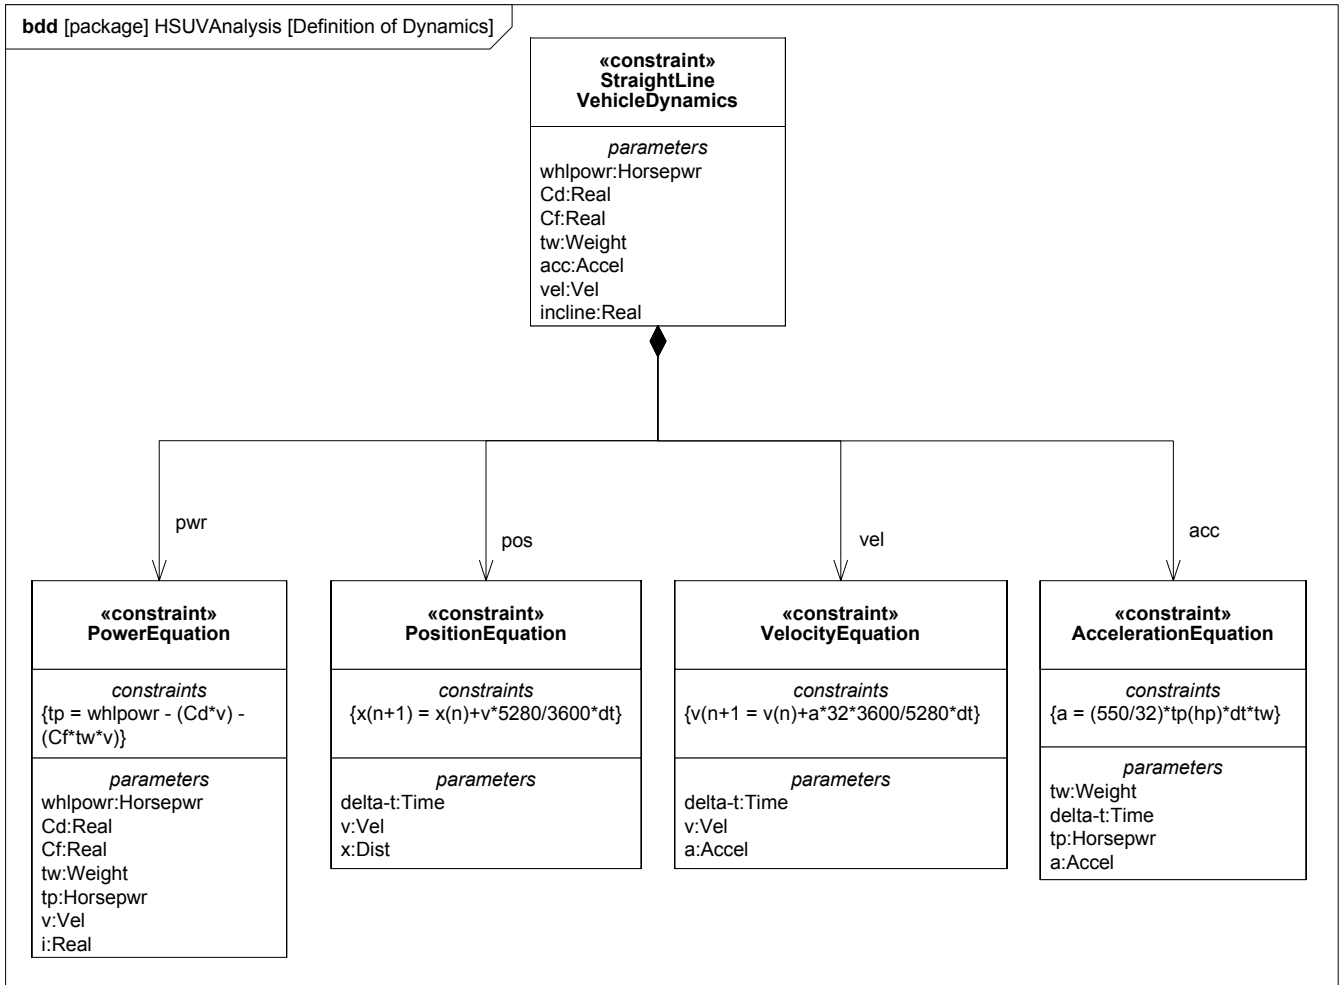 bdd [package] HSUVAnalysis [Definition of Dynamics]
«constraint»
StraightLine
VehicleDynamics
parameters
whlpowr:Horsepwr
Cd:Real
Cf:Real
tw:Weight
acc:Accel
vel:Vel
incline:Real
pwr
pos
vel
acc
«constraint»
PowerEquation
constraints
{tp = whlpowr - (Cd*v) -
(Cf*tw*v)}
parameters
whlpowr:Horsepwr
Cd:Real
Cf:Real
tw:Weight
tp:Horsepwr
v:Vel
i:Real
«constraint»
PositionEquation
constraints
{x(n+1) = x(n)+v*5280/3600*dt}
parameters
delta-t:Time
v:Vel
x:Dist
«constraint»
VelocityEquation
constraints
{v(n+1 = v(n)+a*32*3600/5280*dt}
parameters
delta-t:Time
v:Vel
a:Accel
«constraint»
AccelerationEquation
constraints
{a = (550/32)*tp(hp)*dt*tw}
parameters
tw:Weight
delta-t:Time
tp:Horsepwr
a:Accel